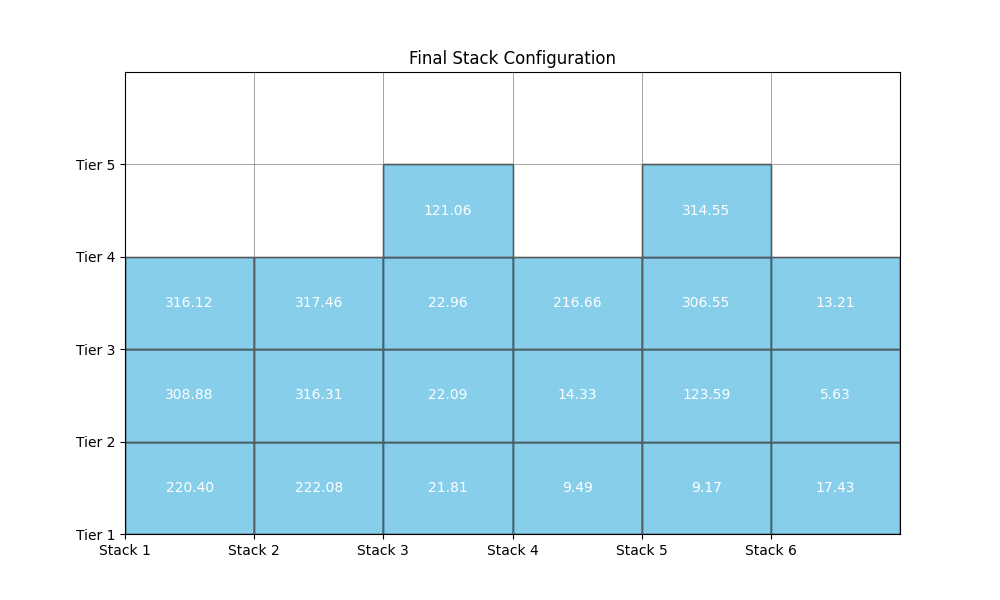 Final Stack Configuration
Tier 5
121.06 314.55
Tier 4
316.12 317.46 22.96 216.66 306.55 13.21
Tier 3
308.88 316.31 22.09 14.33 123.59 5.63
Tier 2
220.40 222.08 21.81 9.49 9.17 17.43
Tier 1
Stack 1 Stack 2 Stack 3 Stack 4 Stack 5 Stack 6